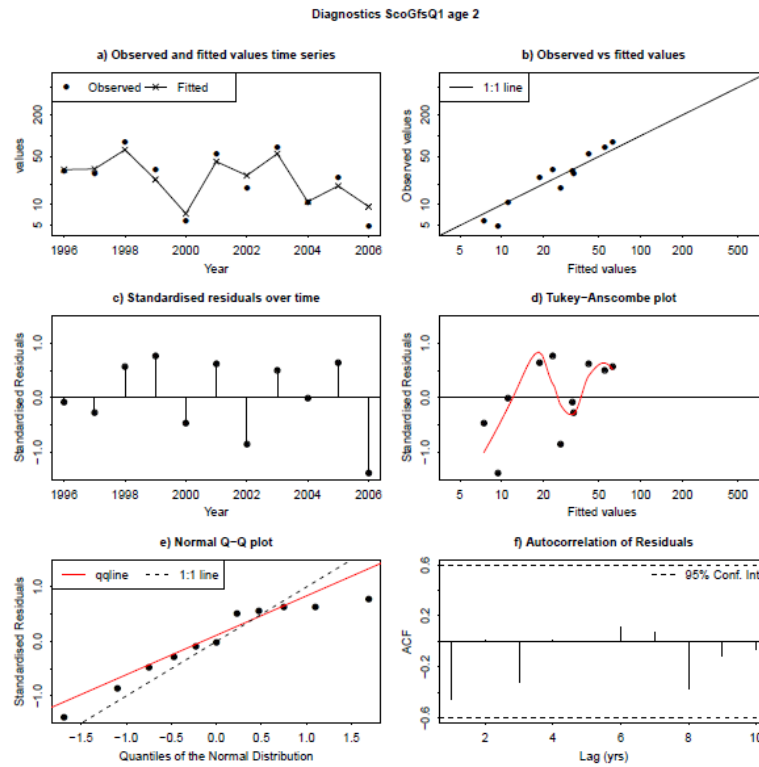 Diagnostics ScoGfsQ1 age 2
a) Observed and fitted values time series
Observed Fitted
values
200
50
10
5
1996 1998 2000 2002 2004 2006
Year
b) Observed vs fitted values
1:1 line
Observed values
200
50
10
5
5 10 20 50 100 200 500
Fitted values
c) Standardised residuals over time
Standardised Residuals
1.0
0.0
−1.0
1996 1998 2000 2002 2004 2006
Year
d) Tukey−Anscombe plot
Standardised Residuals
1.0
0.0
−1.0
5 10 20 50 100 200 500
Fitted values
e) Normal Q−Q plot
qqline 1:1 line
Standardised Residuals
1.0
0.0
−1.0
−1.5 −1.0 −0.5 0.0 0.5 1.0 1.5
Quantiles of the Normal Distribution
f) Autocorrelation of Residuals
95% Conf. Int
ACF
0.6
0.2
−0.2
−0.6
2 4 6 8 10
Lag (yrs)